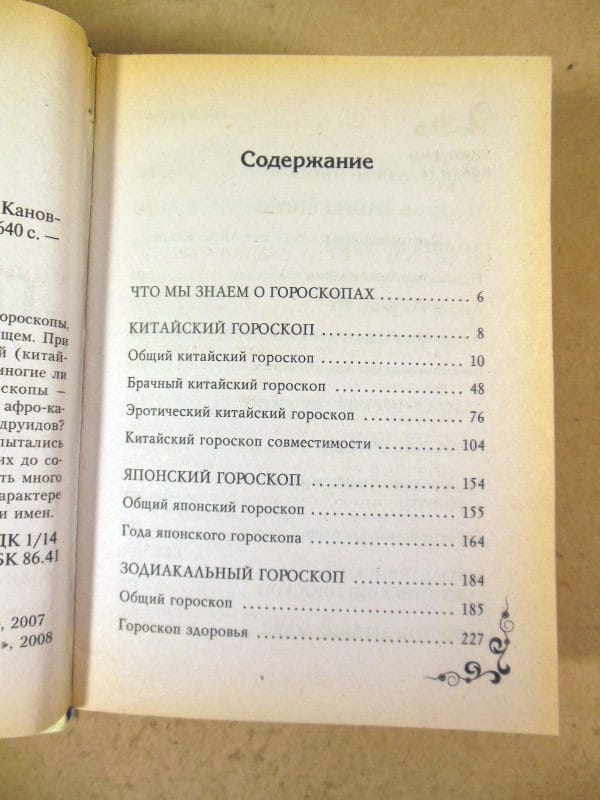 Канов-
640 с. —
ороскопы,
ущем. При
й (китай-
многие ли
оскопы –
афро-ка-
друидов?
пытались
их до со-
ть много
арактере
и имен.
ДК 1/14
БК 86.41
, 2007
», 2008
Содержание
ЧТО МЫ ЗНАЕМ О ГОРОСКОПАХ ............ 6
КИТАЙСКИЙ ГОРОСКОП .................... 8
Общий китайский гороскоп ................. 10
Брачный китайский гороскоп ................ 48
Эротический китайский гороскоп ............ 76
Китайский гороскоп совместимости .......... 104
ЯПОНСКИЙ ГОРОСКОП .................... 154
Общий японский гороскоп .................. 155
Года японского гороскопа .................. 164
ЗОДИАКАЛЬНЫЙ ГОРОСКОП ............... 184
Общий гороскоп .......................... 185
Гороскоп здоровья ......................... 227